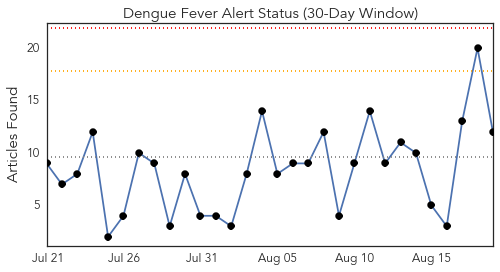 Dengue Fever Alert Status (30-Day Window)
Articles Found
20
15
10
5
Jul 21 Jul 26 Jul 31 Aug 05 Aug 10 Aug 15